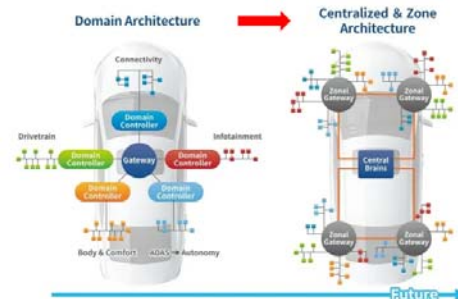 Domain Architecture
Centralized & Zone
Architecture
Connectivity
Domain
Controller
Drivetrain
Infotainment
Domain
Controller
Gateway
Domain
Controller
Domain
Controller
Domain
Controller
Body & Comfort
ADAS → Autonomy
Zonal
Gateway
Zonal
Gateway
Central
Brains
Zonal
Gateway
Zonal
Gateway
Future